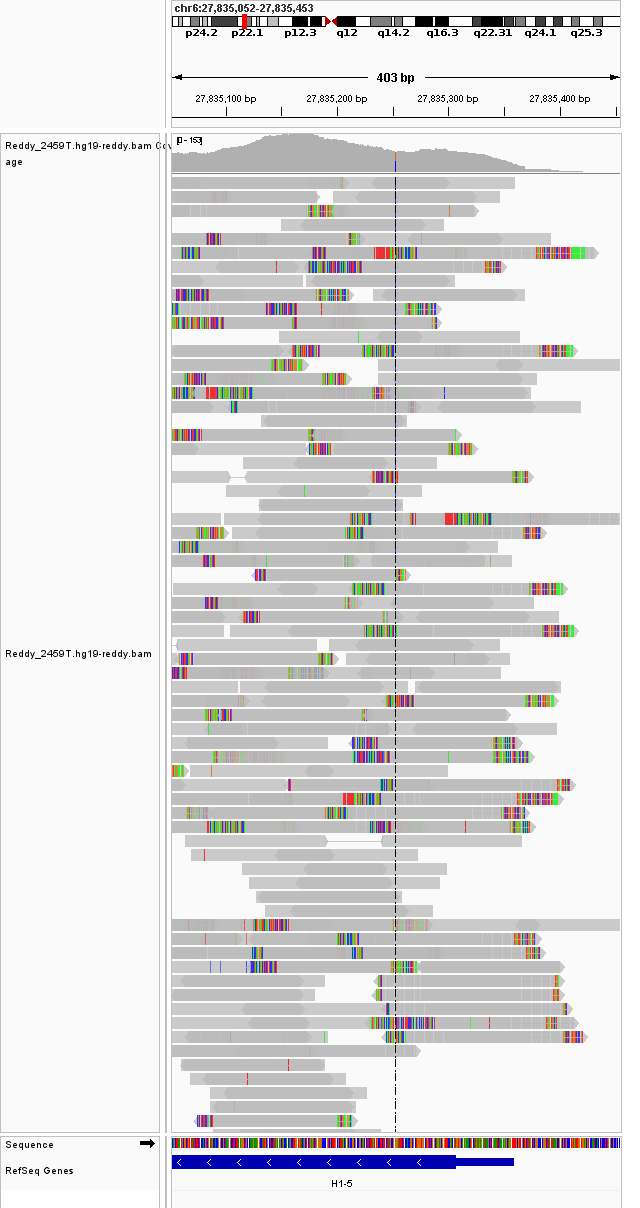 chr6:27,835,052-27,835,453
p24.2 p22.1 p12.3 q12 q14.2 q16.3 q22.31 q24.1 q25.3
403 bp
27,835,100 bp 27,835,200 bp 27,835,300 bp 27,835,400 bp
Reddy_2459T.hg19-reddy.bam Cov
age
[0 - 153]
Reddy_2459T.hg19-reddy.bam
Sequence
RefSeq Genes
H1-5